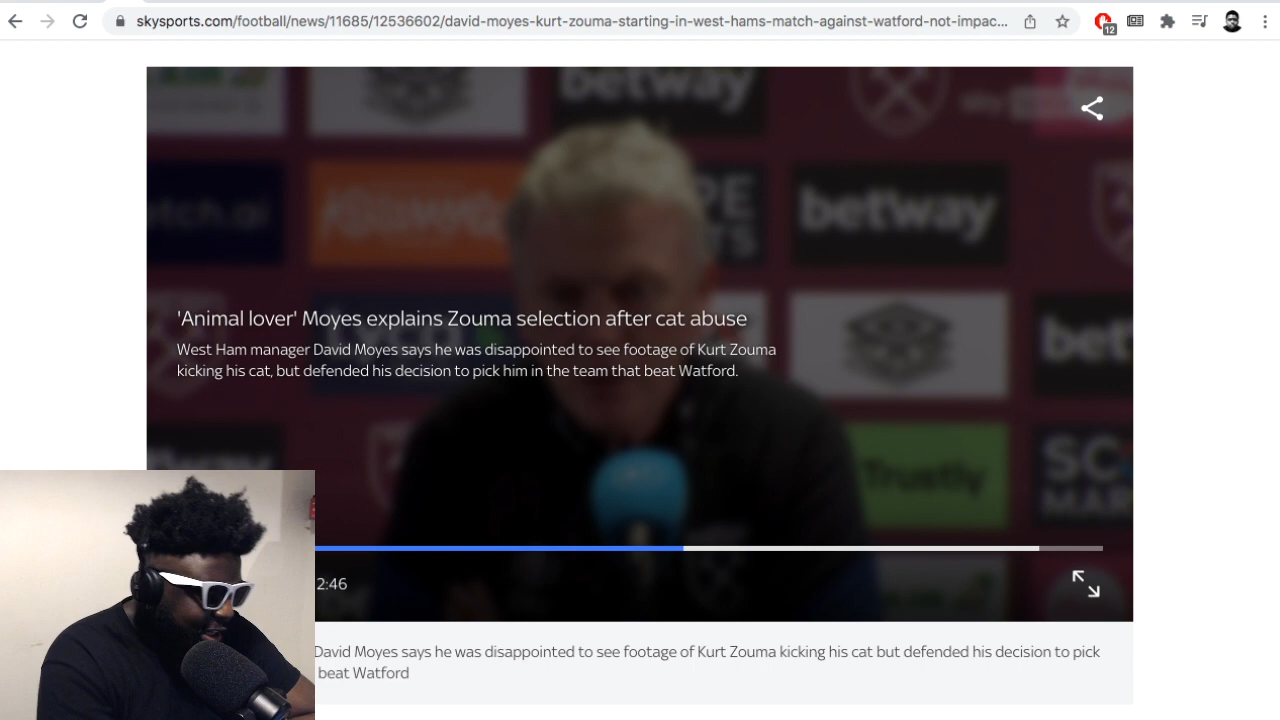 skysports.com/football/news/11685/12536602/david-moyes-kurt-zouma-starting-in-west-hams-match-against-watford-not-impac...
12
betway
sky
betway
'Animal lover' Moyes explains Zouma selection after cat abuse
West Ham manager David Moyes says he was disappointed to see footage of Kurt Zouma
kicking his cat, but defended his decision to pick him in the team that beat Watford.
Trustly
2:46
David Moyes says he was disappointed to see footage of Kurt Zouma kicking his cat but defended his decision to pick
beat Watford